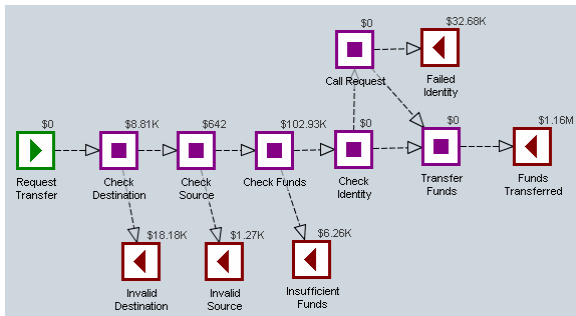 $0
$32.68K
Call Request
Failed
Identity
$0
$8.81K
$642
$102.93K
$0
$0
$1.16M
Request
Transfer
Check
Destination
Check
Source
Check Funds
Check
Identity
Transfer
Funds
Funds
Transferred
$18.18K
$1.27K
$6.26K
Invalid
Destination
Invalid
Source
Insufficient
Funds